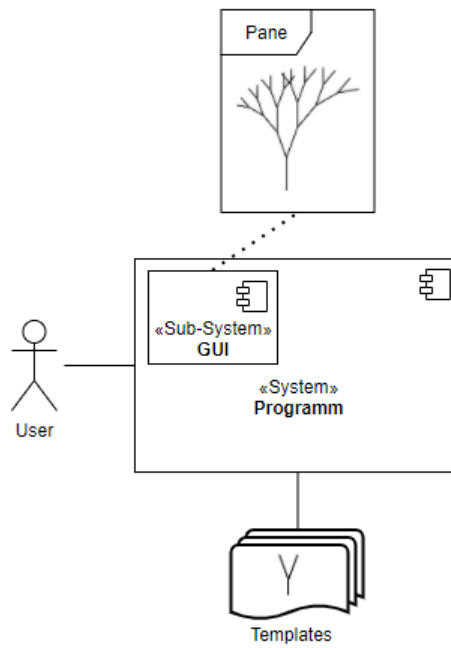 Pane
«Sub-System»
GUI
«System»
Programm
User
Templates